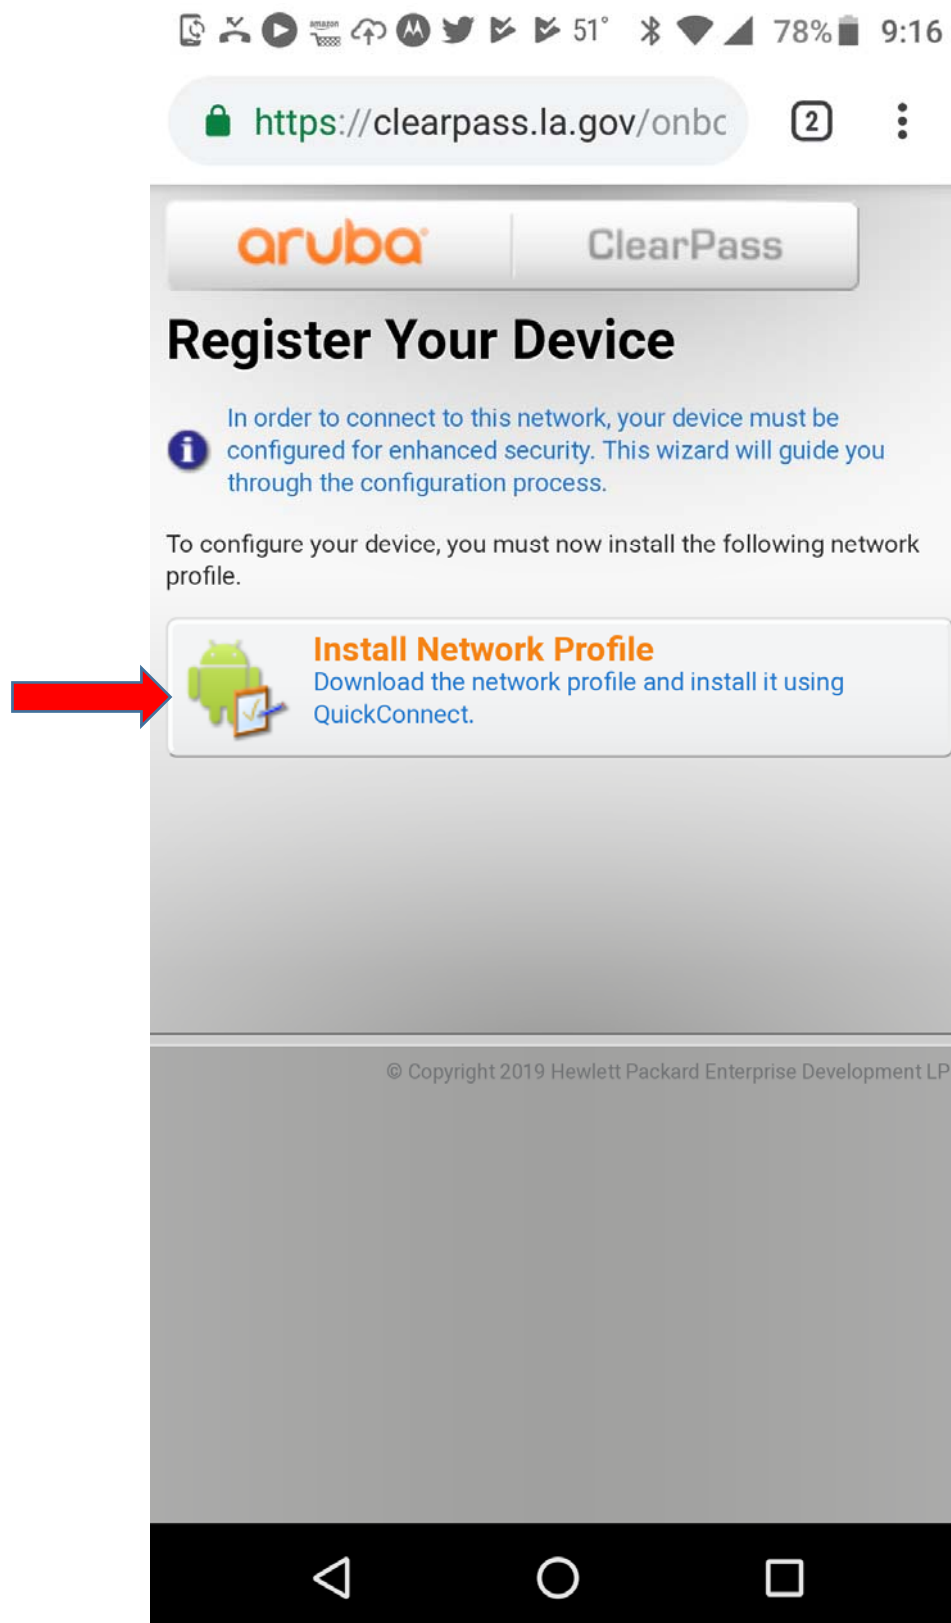 51° 78% 9:16
https://clearpass.la.gov/onbc 2
aruba ClearPass
Register Your Device
In order to connect to this network, your device must be
configured for enhanced security. This wizard will guide you
through the configuration process.
To configure your device, you must now install the following network
profile.
Install Network Profile
Download the network profile and install it using
QuickConnect.
© Copyright 2019 Hewlett Packard Enterprise Development LP